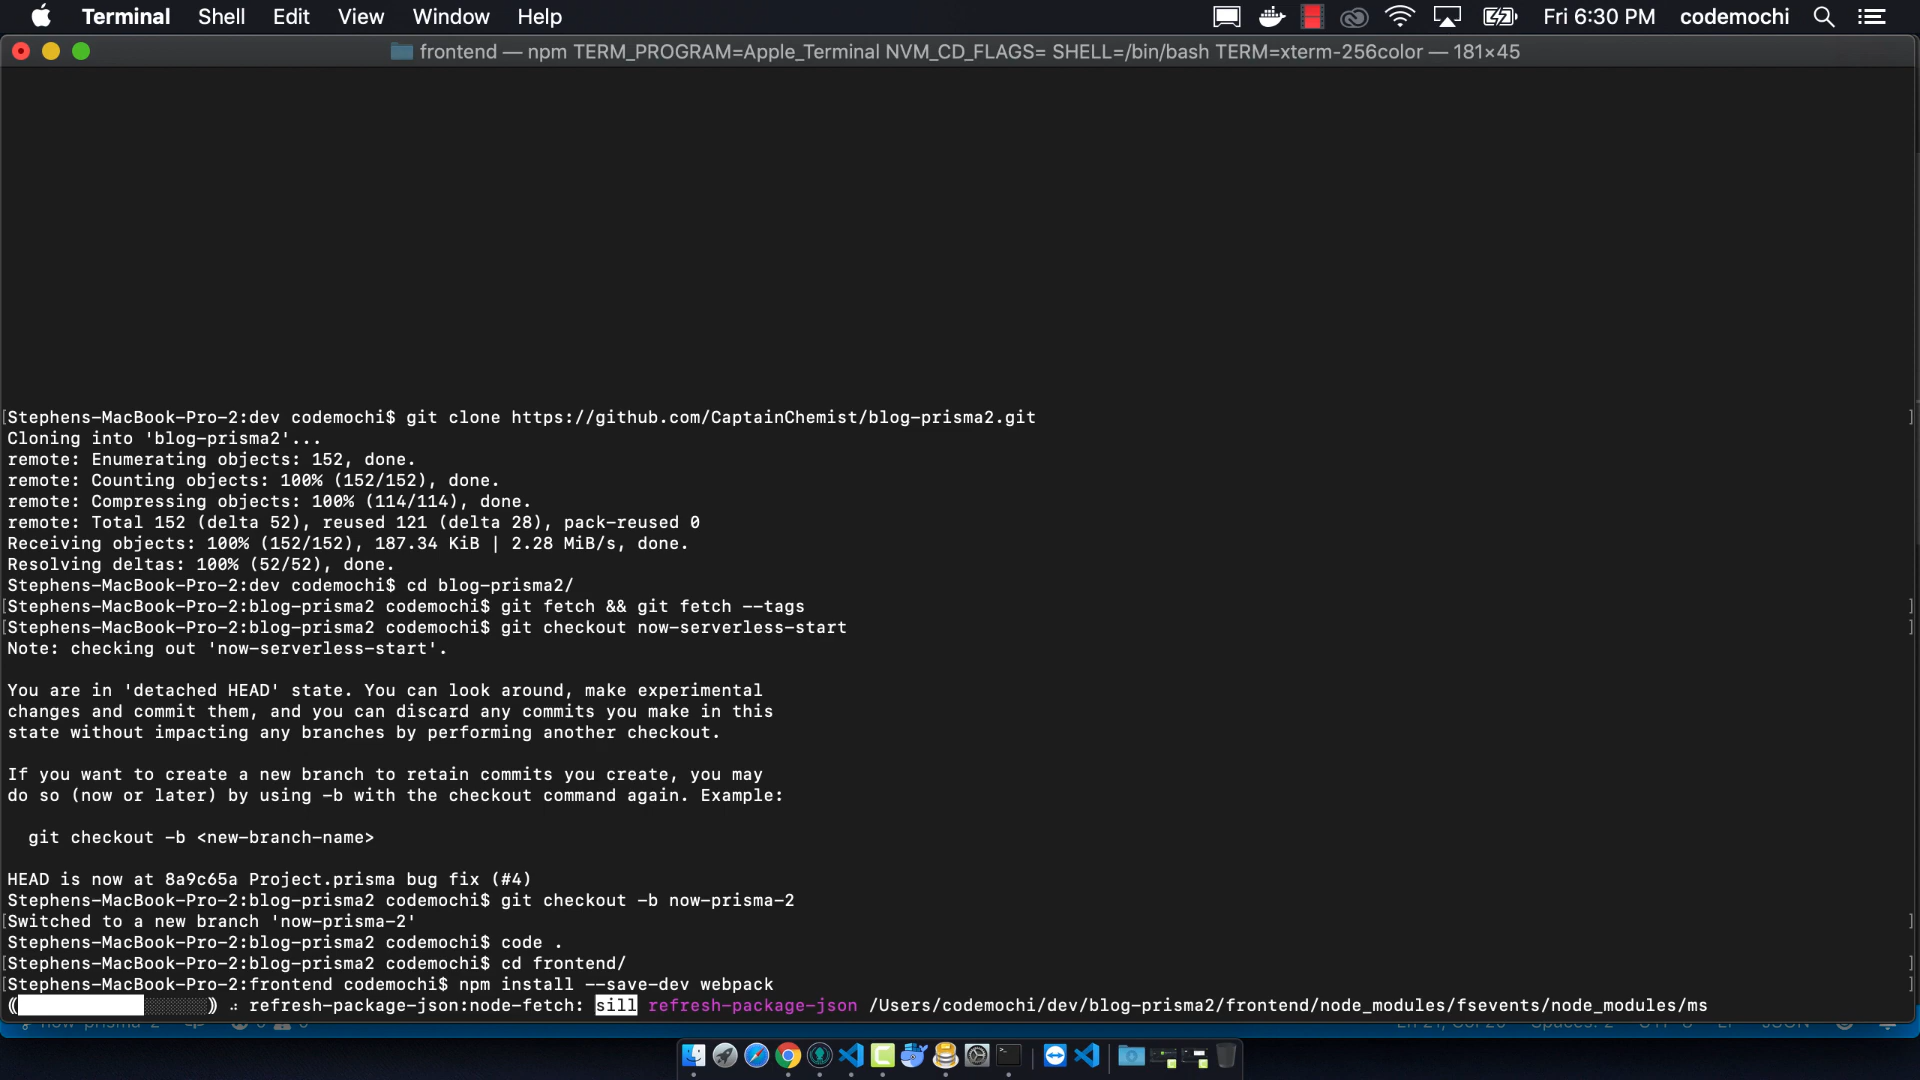 Terminal Shell Edit View Window Help Fri 6:30 PM codemochi
frontend — npm TERM_PROGRAM=Apple_Terminal NVM_CD_FLAGS= SHELL=/bin/bash TERM=xterm-256color — 181×45
[Stephens-MacBook-Pro-2:dev codemochi$ git clone https://github.com/CaptainChemist/blog-prisma2.git ]
Cloning into 'blog-prisma2'...
remote: Enumerating objects: 152, done.
remote: Counting objects: 100% (152/152), done.
remote: Compressing objects: 100% (114/114), done.
remote: Total 152 (delta 52), reused 121 (delta 28), pack-reused 0
Receiving objects: 100% (152/152), 187.34 KiB | 2.28 MiB/s, done.
Resolving deltas: 100% (52/52), done.
Stephens-MacBook-Pro-2:dev codemochi$ cd blog-prisma2/
[Stephens-MacBook-Pro-2:blog-prisma2 codemochi$ git fetch && git fetch --tags ]
[Stephens-MacBook-Pro-2:blog-prisma2 codemochi$ git checkout now-serverless-start ]
Note: checking out 'now-serverless-start'.
You are in 'detached HEAD' state. You can look around, make experimental
changes and commit them, and you can discard any commits you make in this
state without impacting any branches by performing another checkout.
If you want to create a new branch to retain commits you create, you may
do so (now or later) by using -b with the checkout command again. Example:
git checkout -b <new-branch-name>
HEAD is now at 8a9c65a Project.prisma bug fix (#4)
Stephens-MacBook-Pro-2:blog-prisma2 codemochi$ git checkout -b now-prisma-2
[Switched to a new branch 'now-prisma-2' ]
Stephens-MacBook-Pro-2:blog-prisma2 codemochi$ code .
[Stephens-MacBook-Pro-2:blog-prisma2 codemochi$ cd frontend/ ]
[Stephens-MacBook-Pro-2:frontend codemochi$ npm install --save-dev webpack ]
refresh-package-json:node-fetch: sill refresh-package-json /Users/codemochi/dev/blog-prisma2/frontend/node_modules/fsevents/node_modules/ms